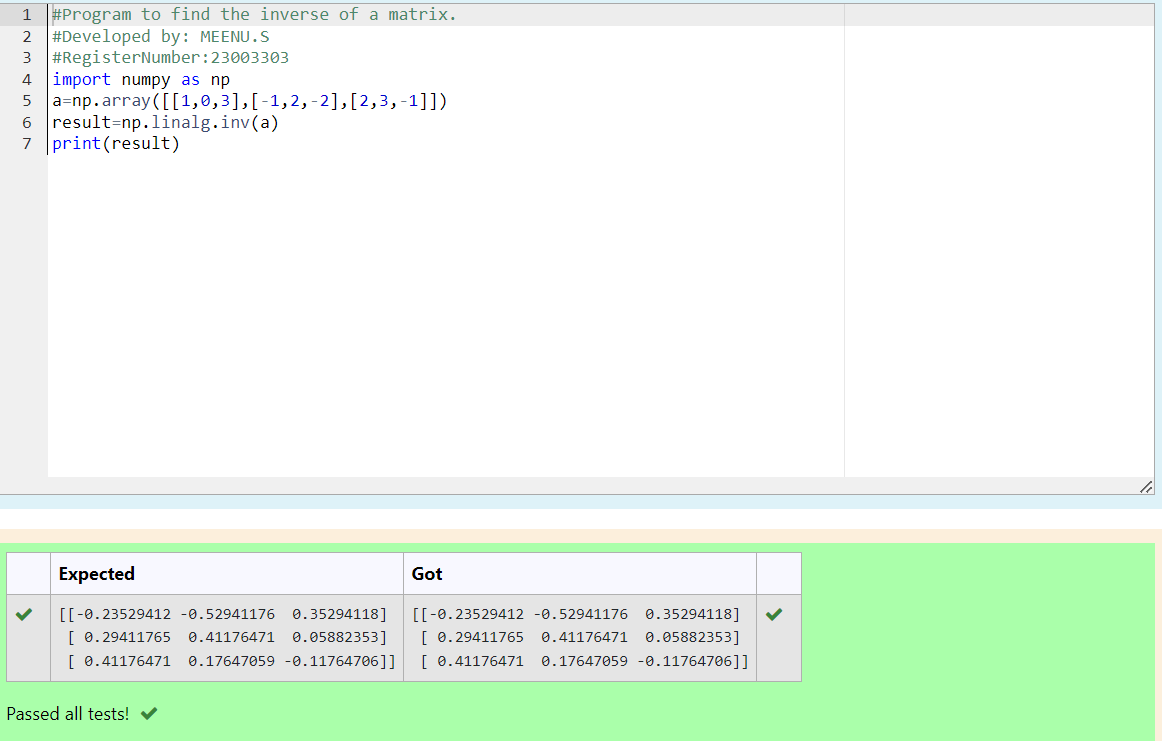 1 #Program to find the inverse of a matrix.
2 #Developed by: MEENU.S
3 #RegisterNumber:23003303
4 import numpy as np
5 a=np.array([[1,0,3],[-1,2,-2],[2,3,-1]])
6 result=np.linalg.inv(a)
7 print(result)
Expected Got
[[-0.23529412 -0.52941176  0.35294118] [[-0.23529412 -0.52941176  0.35294118]
[ 0.29411765  0.41176471  0.05882353] [ 0.29411765  0.41176471  0.05882353]
[ 0.41176471  0.17647059 -0.11764706]] [ 0.41176471  0.17647059 -0.11764706]]
Passed all tests!